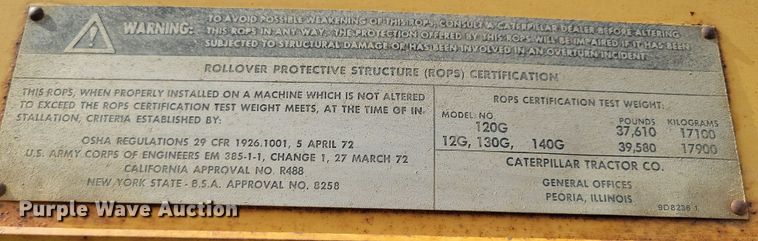 WARNING:
TO AVOID POSSIBLE WEAKENING OF THIS ROPS, CONSULT A CATERPILLAR DEALER BEFORE ALTERING
THIS ROPS IN ANY WAY. THE PROTECTION OFFERED BY THIS ROPS WILL BE IMPAIRED IF IT HAS BEEN
SUBJECTED TO STRUCTURAL DAMAGE OR HAS BEEN INVOLVED IN AN OVERTURN INCIDENT.
ROLLOVER PROTECTIVE STRUCTURE (ROPS) CERTIFICATION
THIS ROPS, WHEN PROPERLY INSTALLED ON A MACHINE WHICH IS NOT ALTERED
TO EXCEED THE ROPS CERTIFICATION TEST WEIGHT MEETS, AT THE TIME OF IN-
STALLATION, CRITERIA ESTABLISHED BY:
OSHA REGULATIONS 29 CFR 1926.1001, 5 APRIL 72
U.S. ARMY CORPS OF ENGINEERS EM 385-1-1, CHANGE 1, 27 MARCH 72
CALIFORNIA APPROVAL NO. R488
NEW YORK STATE - B.S.A. APPROVAL NO. 8258
ROPS CERTIFICATION TEST WEIGHT:
MODEL: NO. POUNDS KILOGRAMS
120G 37,610 17100
12G, 130G, 140G 39,580 17900
CATERPILLAR TRACTOR CO.
GENERAL OFFICES
PEORIA, ILLINOIS
9D8236 1
Purple Wave Auction